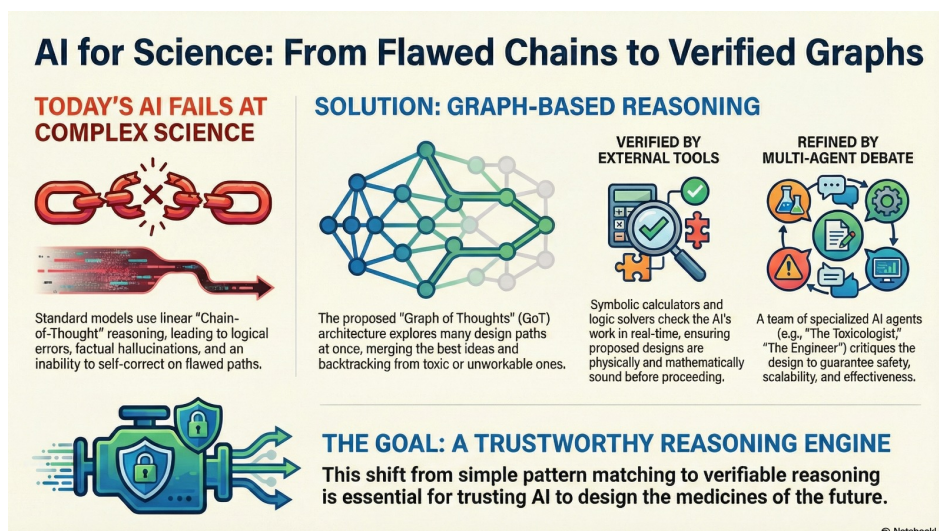 AI for Science: From Flawed Chains to Verified Graphs
TODAY'S AI FAILS AT
COMPLEX SCIENCE
Standard models use linear "Chain-
of-Thought" reasoning, leading to logical
errors, factual hallucinations, and an
inability to self-correct on flawed paths.
SOLUTION: GRAPH-BASED REASONING
The proposed "Graph of Thoughts" (GoT)
architecture explores many design paths
at once, merging the best ideas and
backtracking from toxic or unworkable ones.
VERIFIED BY
EXTERNAL TOOLS
Symbolic calculators and
logic solvers check the AI's
work in real-time, ensuring
proposed designs are
physically and mathematically
sound before proceeding.
REFINED BY
MULTI-AGENT DEBATE
A team of specialized AI agents
(e.g., "The Toxicologist,"
"The Engineer") critiques the
design to guarantee safety,
scalability, and effectiveness.
THE GOAL: A TRUSTWORTHY REASONING ENGINE
This shift from simple pattern matching to verifiable reasoning
is essential for trusting AI to design the medicines of the future.